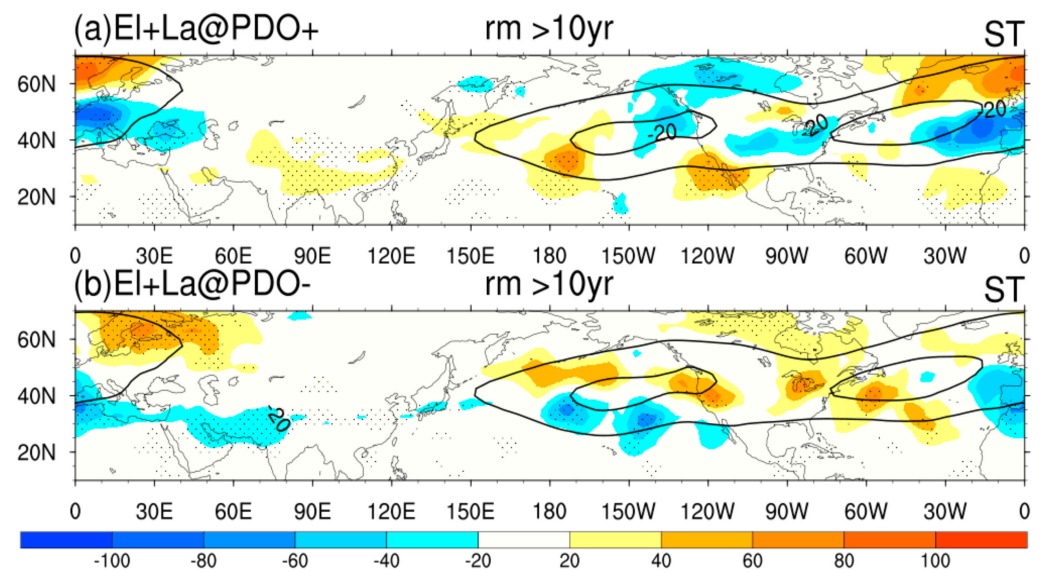 (a)El+La@PDO+ rm >10yr ST
60N
40N
20N
-20 -20 -20
0 30E 60E 90E 120E 150E 180 150W 120W 90W 60W 30W 0
(b)El+La@PDO- rm >10yr ST
60N
40N
20N
-20
0 30E 60E 90E 120E 150E 180 150W 120W 90W 60W 30W 0
-100 -80 -60 -40 -20 20 40 60 80 100